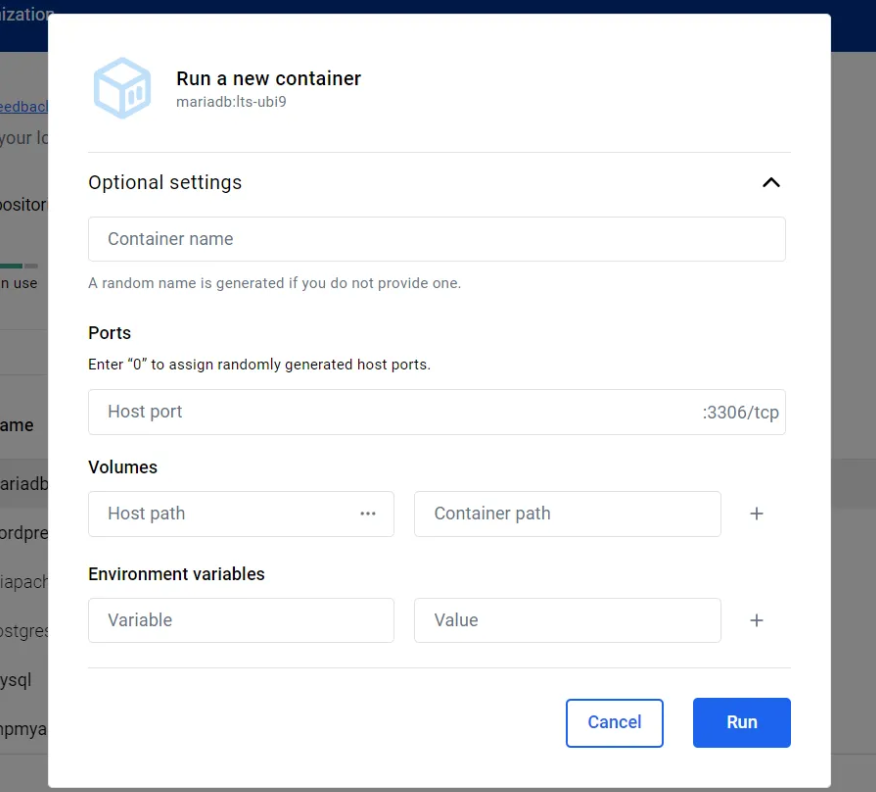 ization
Run a new container
mariadb:lts-ubi9
eedback
your lo
Optional settings
positor
Container name
n use
A random name is generated if you do not provide one.
Ports
Enter “0” to assign randomly generated host ports.
Host port
:3306/tcp
ame
Volumes
ariadb
Host path
...
Container path
+
ordpre
Environment variables
iapach
Variable
Value
+
ostgres
ysql
Cancel
Run
hpmya